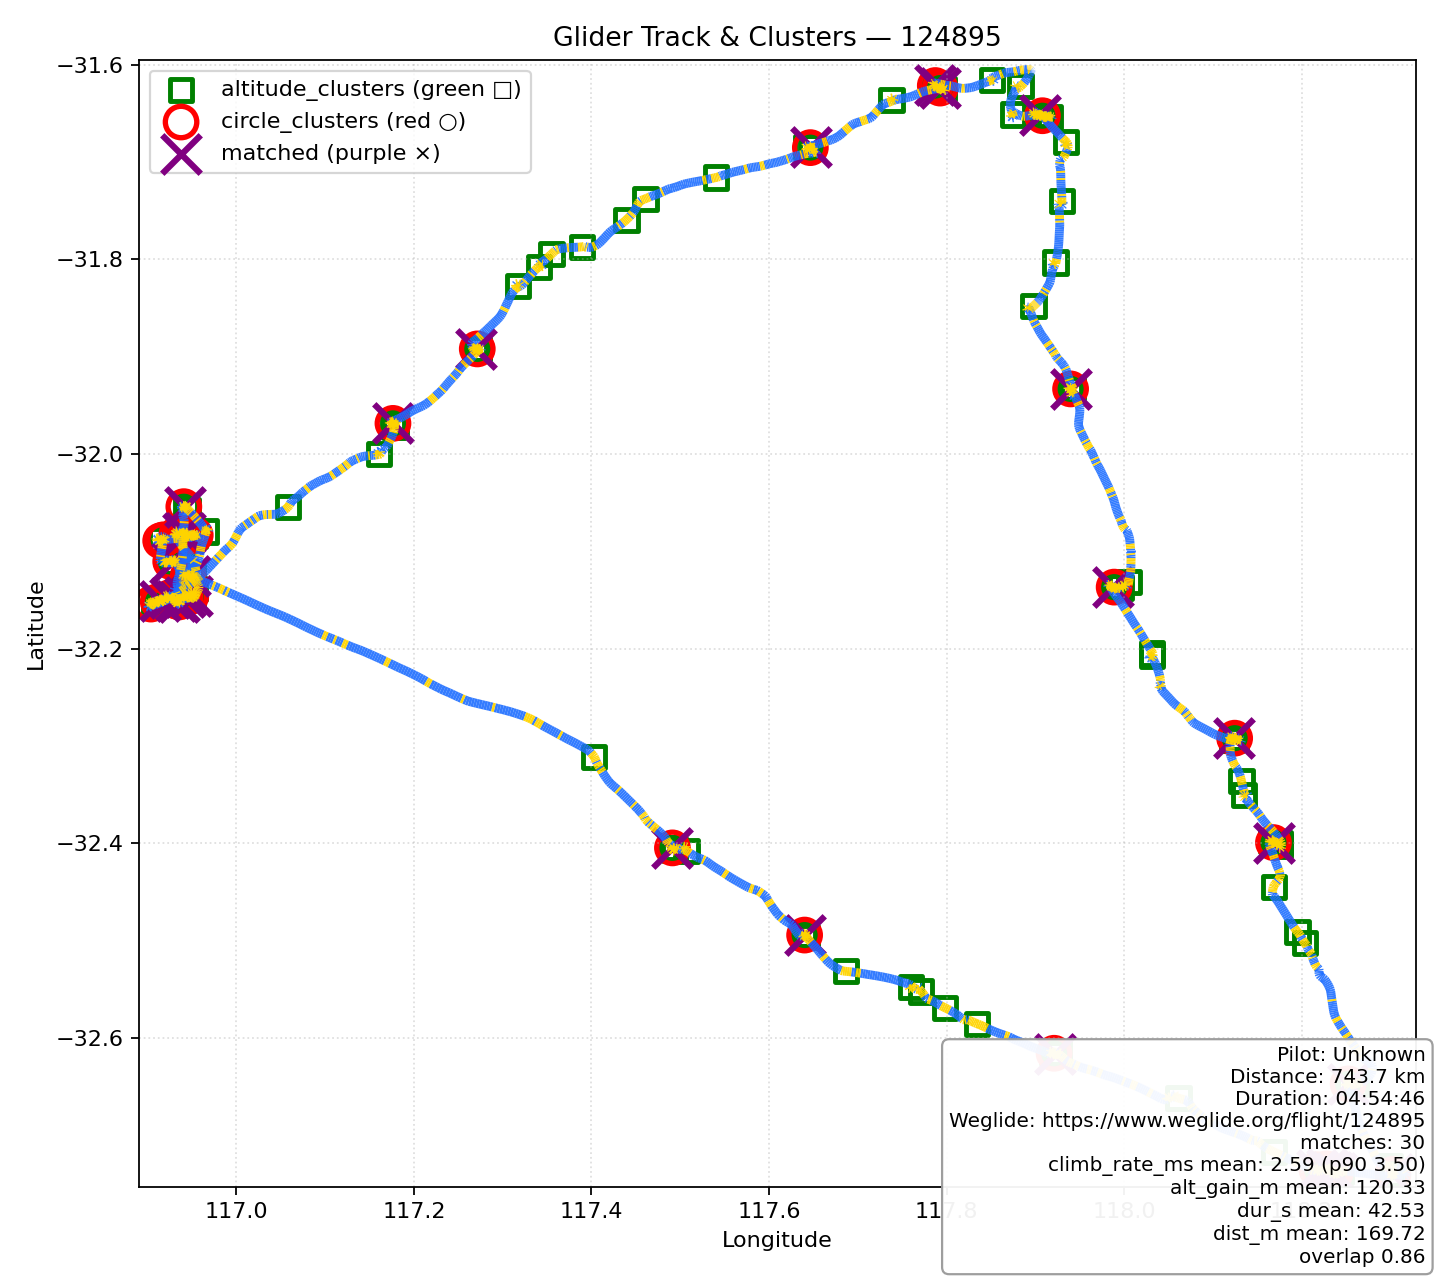 Glider Track & Clusters — 124895
altitude_clusters (green □)
circle_clusters (red ○)
matched (purple ×)
Latitude
−31.6
−31.8
−32.0
−32.2
−32.4
−32.6
117.0
117.2
117.4
117.6
117.8
118.0
Longitude
Pilot: Unknown
Distance: 743.7 km
Duration: 04:54:46
Weglide: https://www.weglide.org/flight/124895
matches: 30
climb_rate_ms mean: 2.59 (p90 3.50)
alt_gain_m mean: 120.33
dur_s mean: 42.53
dist_m mean: 169.72
overlap 0.86